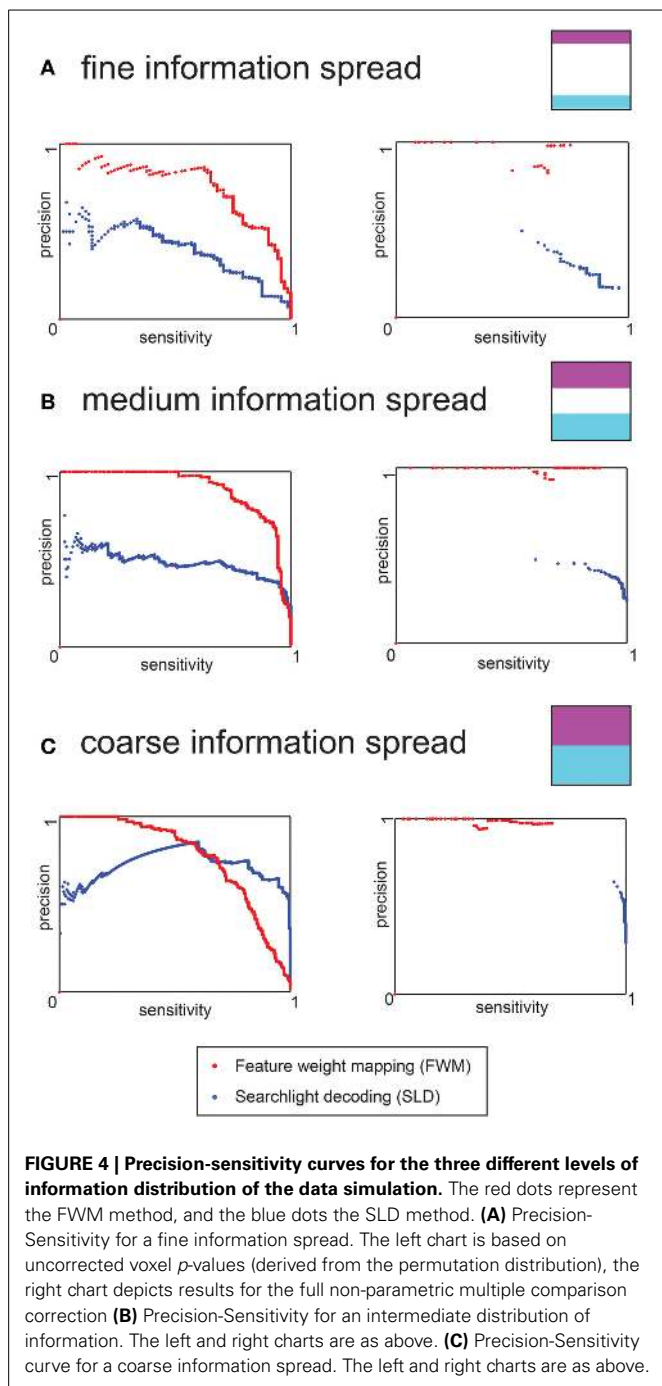 A fine information spread
1
1
precision
precision
0
sensitivity
1
0
sensitivity
1
B medium information spread
1
1
precision
precision
0
sensitivity
1
0
sensitivity
1
C coarse information spread
1
1
precision
precision
0
sensitivity
1
0
sensitivity
1
Feature weight mapping (FWM)
Searchlight decoding (SLD)
FIGURE 4 | Precision-sensitivity curves for the three different levels of
information distribution of the data simulation. The red dots represent
the FWM method, and the blue dots the SLD method. (A) Precision-
Sensitivity for a fine information spread. The left chart is based on
uncorrected voxel p-values (derived from the permutation distribution), the
right chart depicts results for the full non-parametric multiple comparison
correction (B) Precision-Sensitivity for an intermediate distribution of
information. The left and right charts are as above. (C) Precision-Sensitivity
curve for a coarse information spread. The left and right charts are as above.